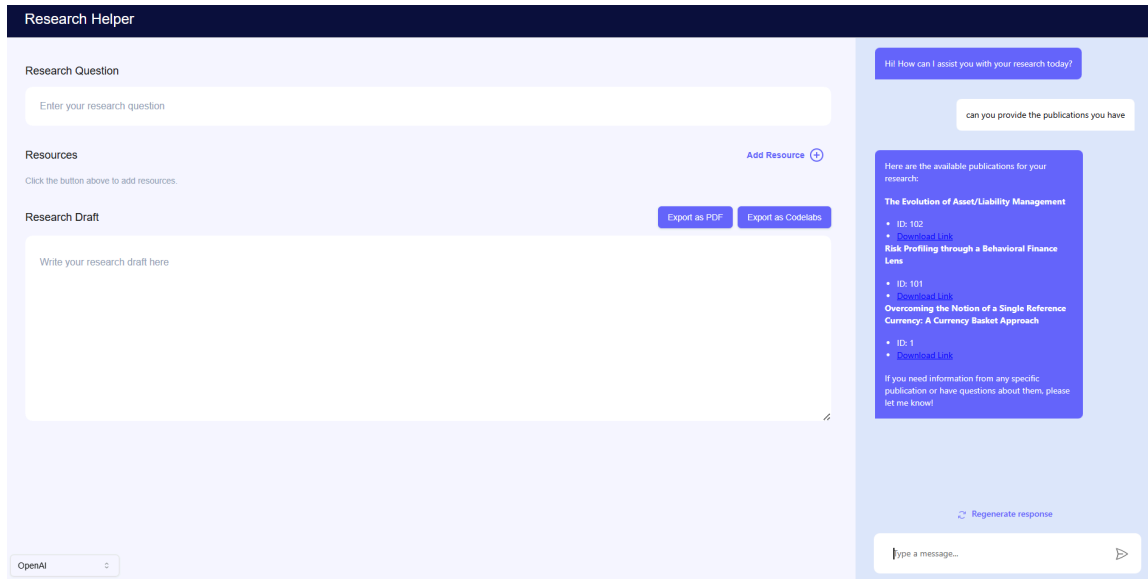 Research Helper
Research Question
Enter your research question
Resources
Add Resource
Click the button above to add resources.
Research Draft
Export as PDF
Export as Codelabs
Write your research draft here
OpenAI
Hi! How can I assist you with your research today?
can you provide the publications you have
Here are the available publications for your
research:
The Evolution of Asset/Liability Management
• ID: 102
• Download Link
Risk Profiling through a Behavioral Finance
Lens
• ID: 101
• Download Link
Overcoming the Notion of a Single Reference
Currency: A Currency Basket Approach
• ID: 1
• Download Link
If you need information from any specific
publication or have questions about them, please
let me know!
Regenerate response
Type a message...